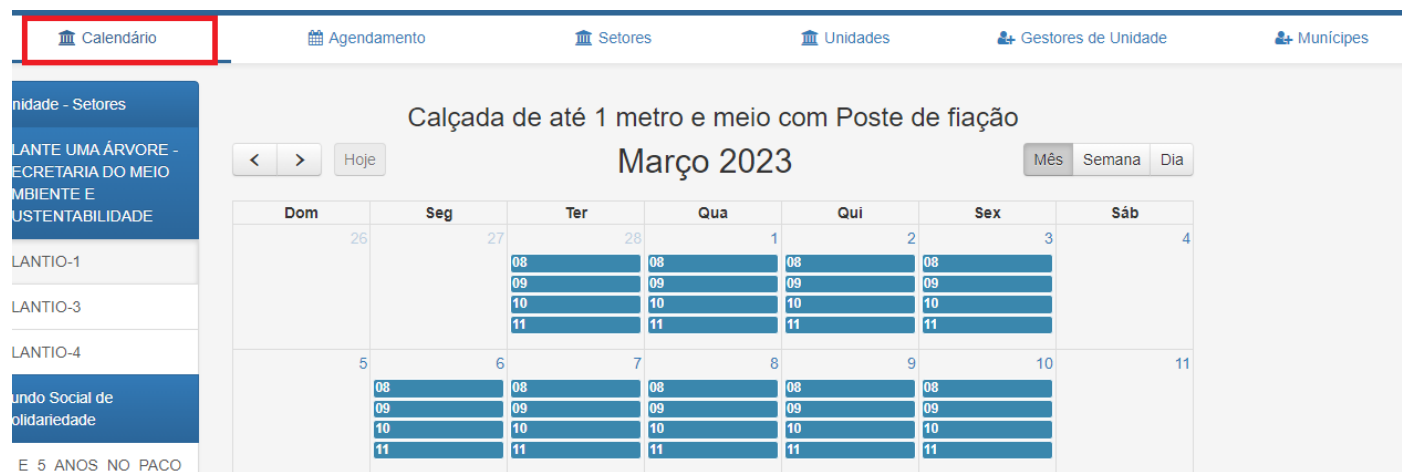 Calendário
Agendamento
Setores
Unidades
Gestores de Unidade
Munícipes
nidade - Setores
LANTE UMA ÁRVORE -
ECRETARIA DO MEIO
MBIENTE E
USTENTABILIDADE
LANTIO-1
LANTIO-3
LANTIO-4
undo Social de
olidariedade
E 5 ANOS NO PACO
Calçada de até 1 metro e meio com Poste de fiação
< > Hoje
Março 2023
Mês Semana Dia
Dom Seg Ter Qua Qui Sex Sáb
26 27 28 1 2 3 4
08 08 08 08
09 09 09 09
10 10 10 10
11 11 11 11
5 6 7 8 9 10 11
08 08 08 08 08
09 09 09 09 09
10 10 10 10 10
11 11 11 11 11